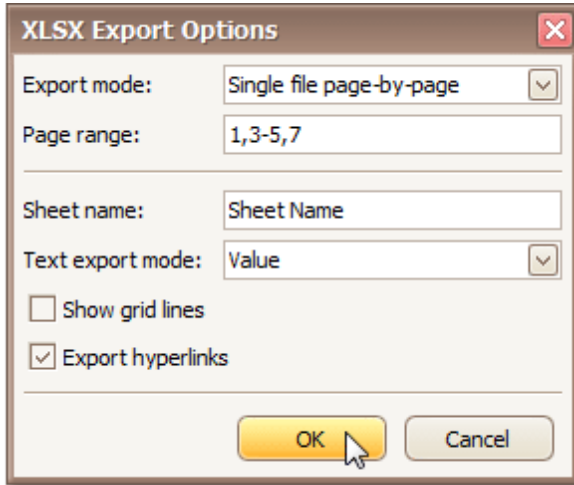 XLSX Export Options
Export mode: Single file page-by-page
Page range: 1,3-5,7
Sheet name: Sheet Name
Text export mode: Value
Show grid lines
Export hyperlinks
OK Cancel